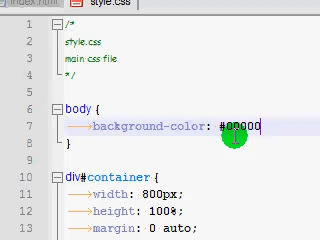 index.html style.css
1 /*
2 style.css
3 main css file
4 */
5
6 body {
7 background-color: #00000
8 }
9
10 div#container {
11 width: 800px;
12 height: 100%;
13 margin: 0 auto;